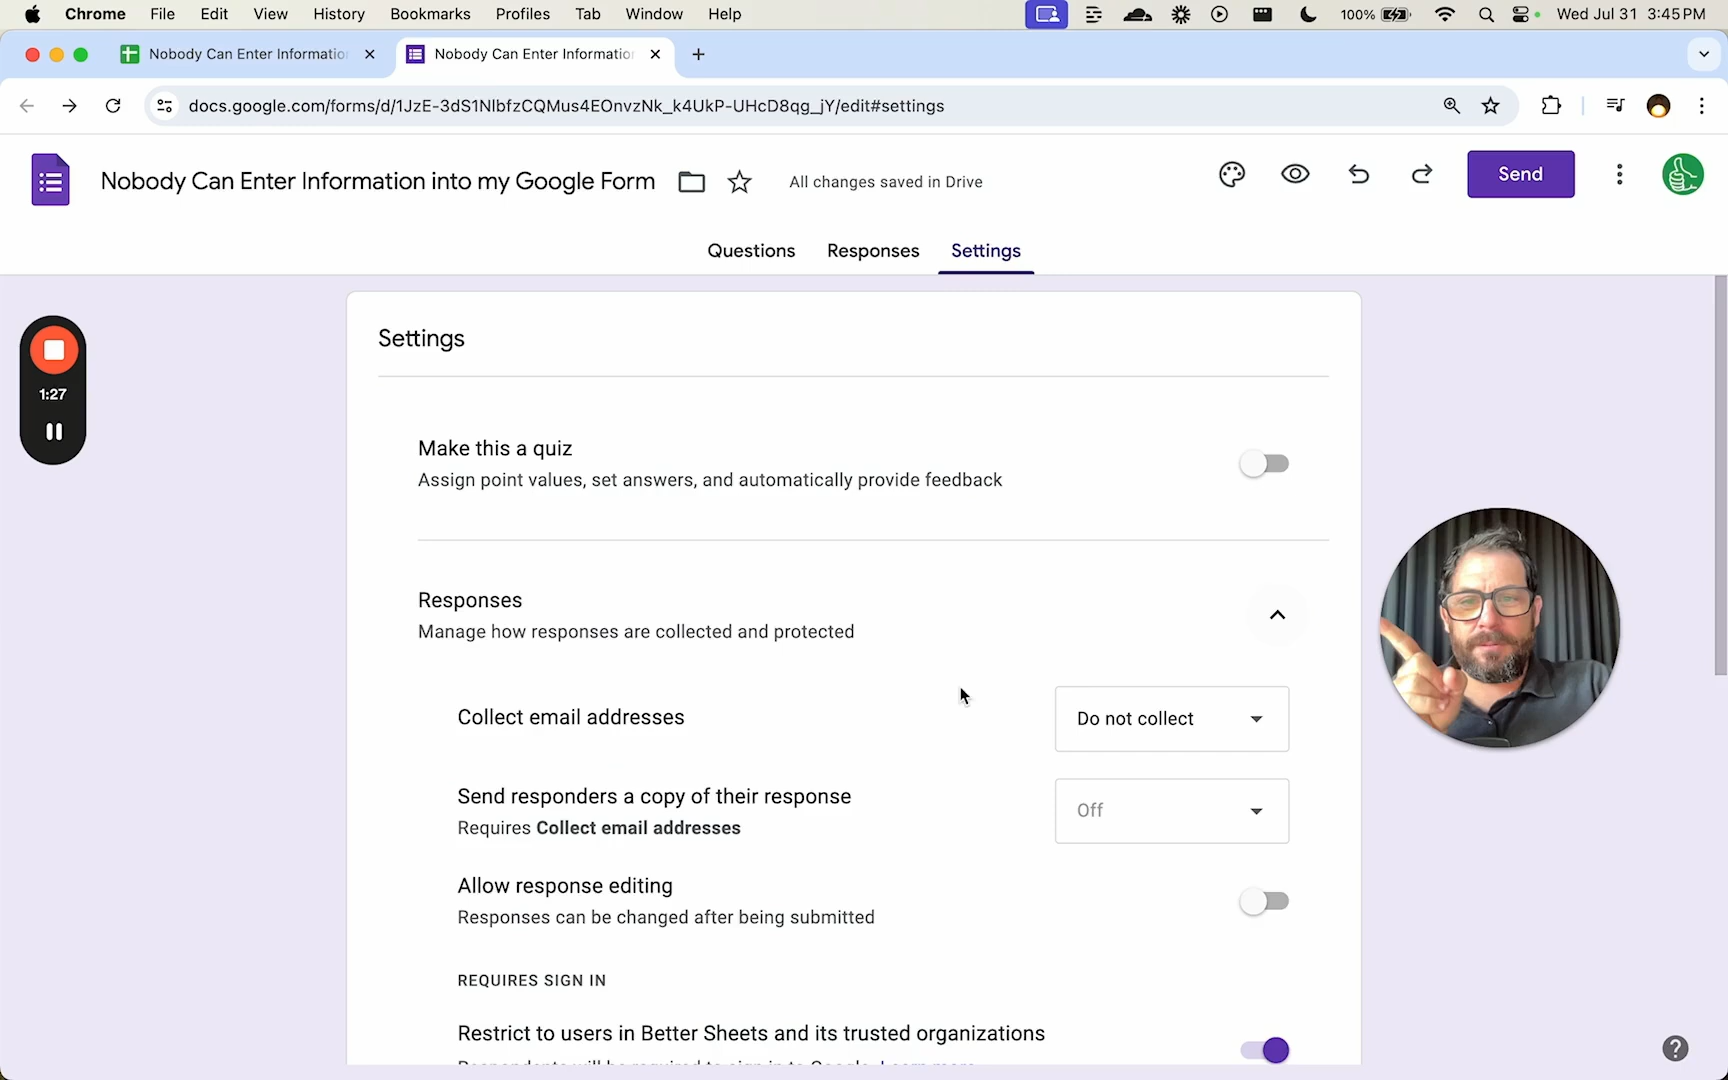 Chrome File Edit View History Bookmarks Profiles Tab Window Help 100% Wed Jul 31 3:45 PM
Nobody Can Enter Information Nobody Can Enter Information
docs.google.com/forms/d/1JzE-3dS1NIbfzCQMus4EOnvzNk_k4UkP-UHcD8qg_jY/edit#settings
Nobody Can Enter Information into my Google Form All changes saved in Drive Send
Questions Responses Settings
Settings
1:27
Make this a quiz
Assign point values, set answers, and automatically provide feedback
Responses
Manage how responses are collected and protected
Collect email addresses Do not collect
Send responders a copy of their response
Requires Collect email addresses
Off
Allow response editing
Responses can be changed after being submitted
REQUIRES SIGN IN
Restrict to users in Better Sheets and its trusted organizations